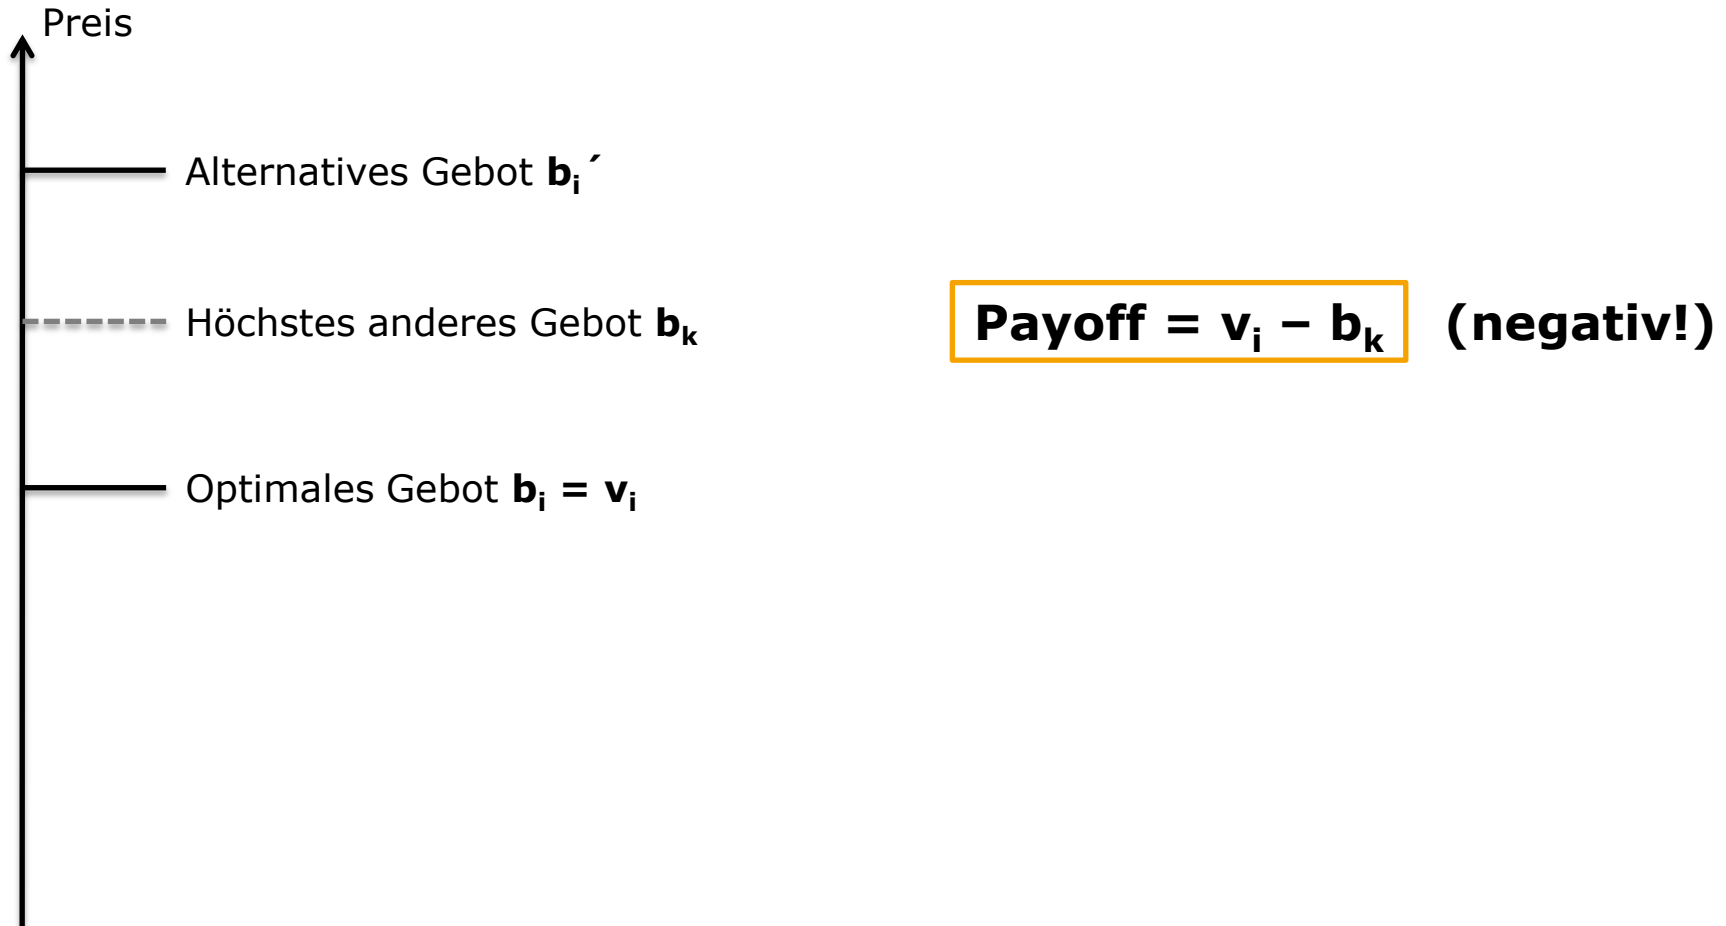 Preis
Alternatives Gebot bi´
Höchstes anderes Gebot bk
Payoff = vi – bk (negativ!)
Optimales Gebot bi = vi